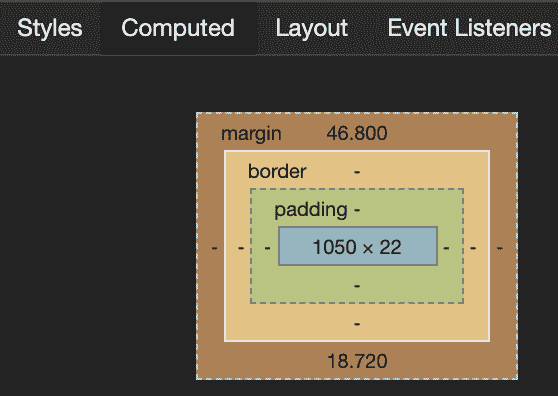 Styles Computed Layout Event Listeners
margin 46.800
border -
padding -
- - - 1050 × 22 - - -
-
-
18.720